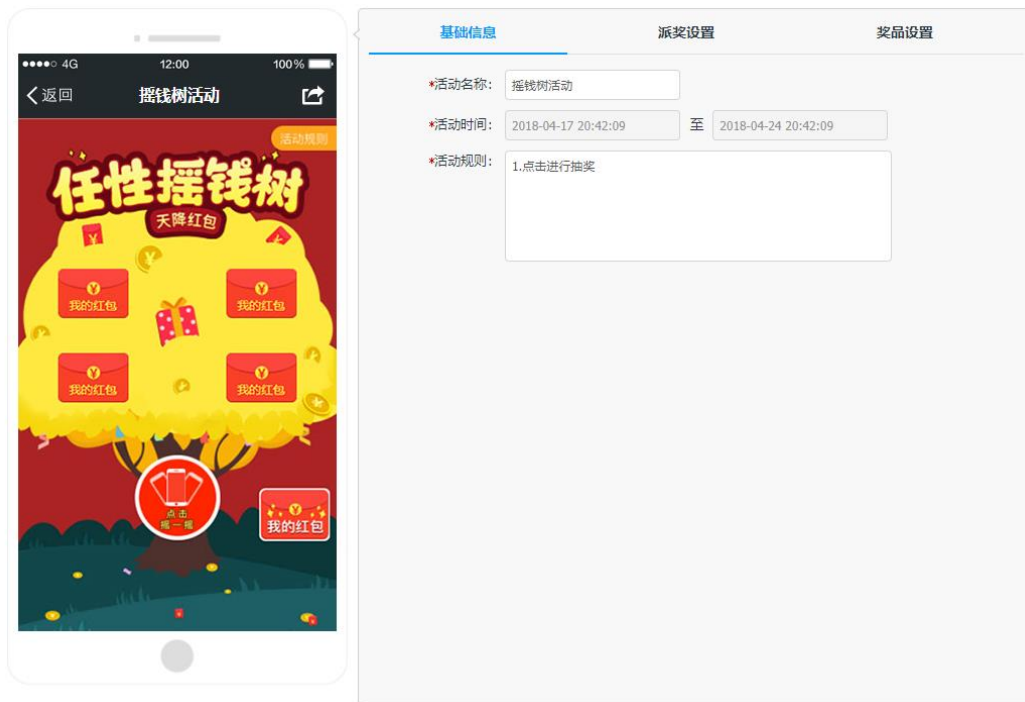 4G 12:00 100%
返回 摇钱树活动
活动规则
任性摇钱树
天降红包
我的红包 我的红包
我的红包 我的红包
点击
摇一摇
我的红包
基础信息 派奖设置 奖品设置
*活动名称: 摇钱树活动
*活动时间: 2018-04-17 20:42:09 至 2018-04-24 20:42:09
*活动规则: 1.点击进行抽奖